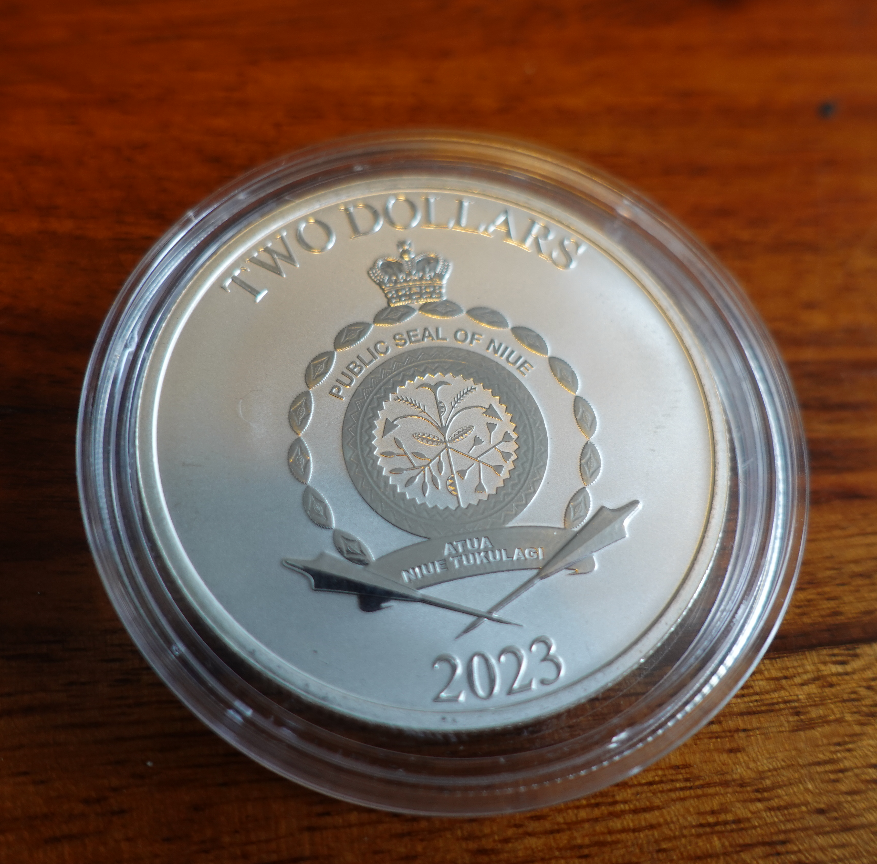 TWO DOLLARS
PUBLIC SEAL OF NIUE
ATUA
NIUE TUKULAGI
2023